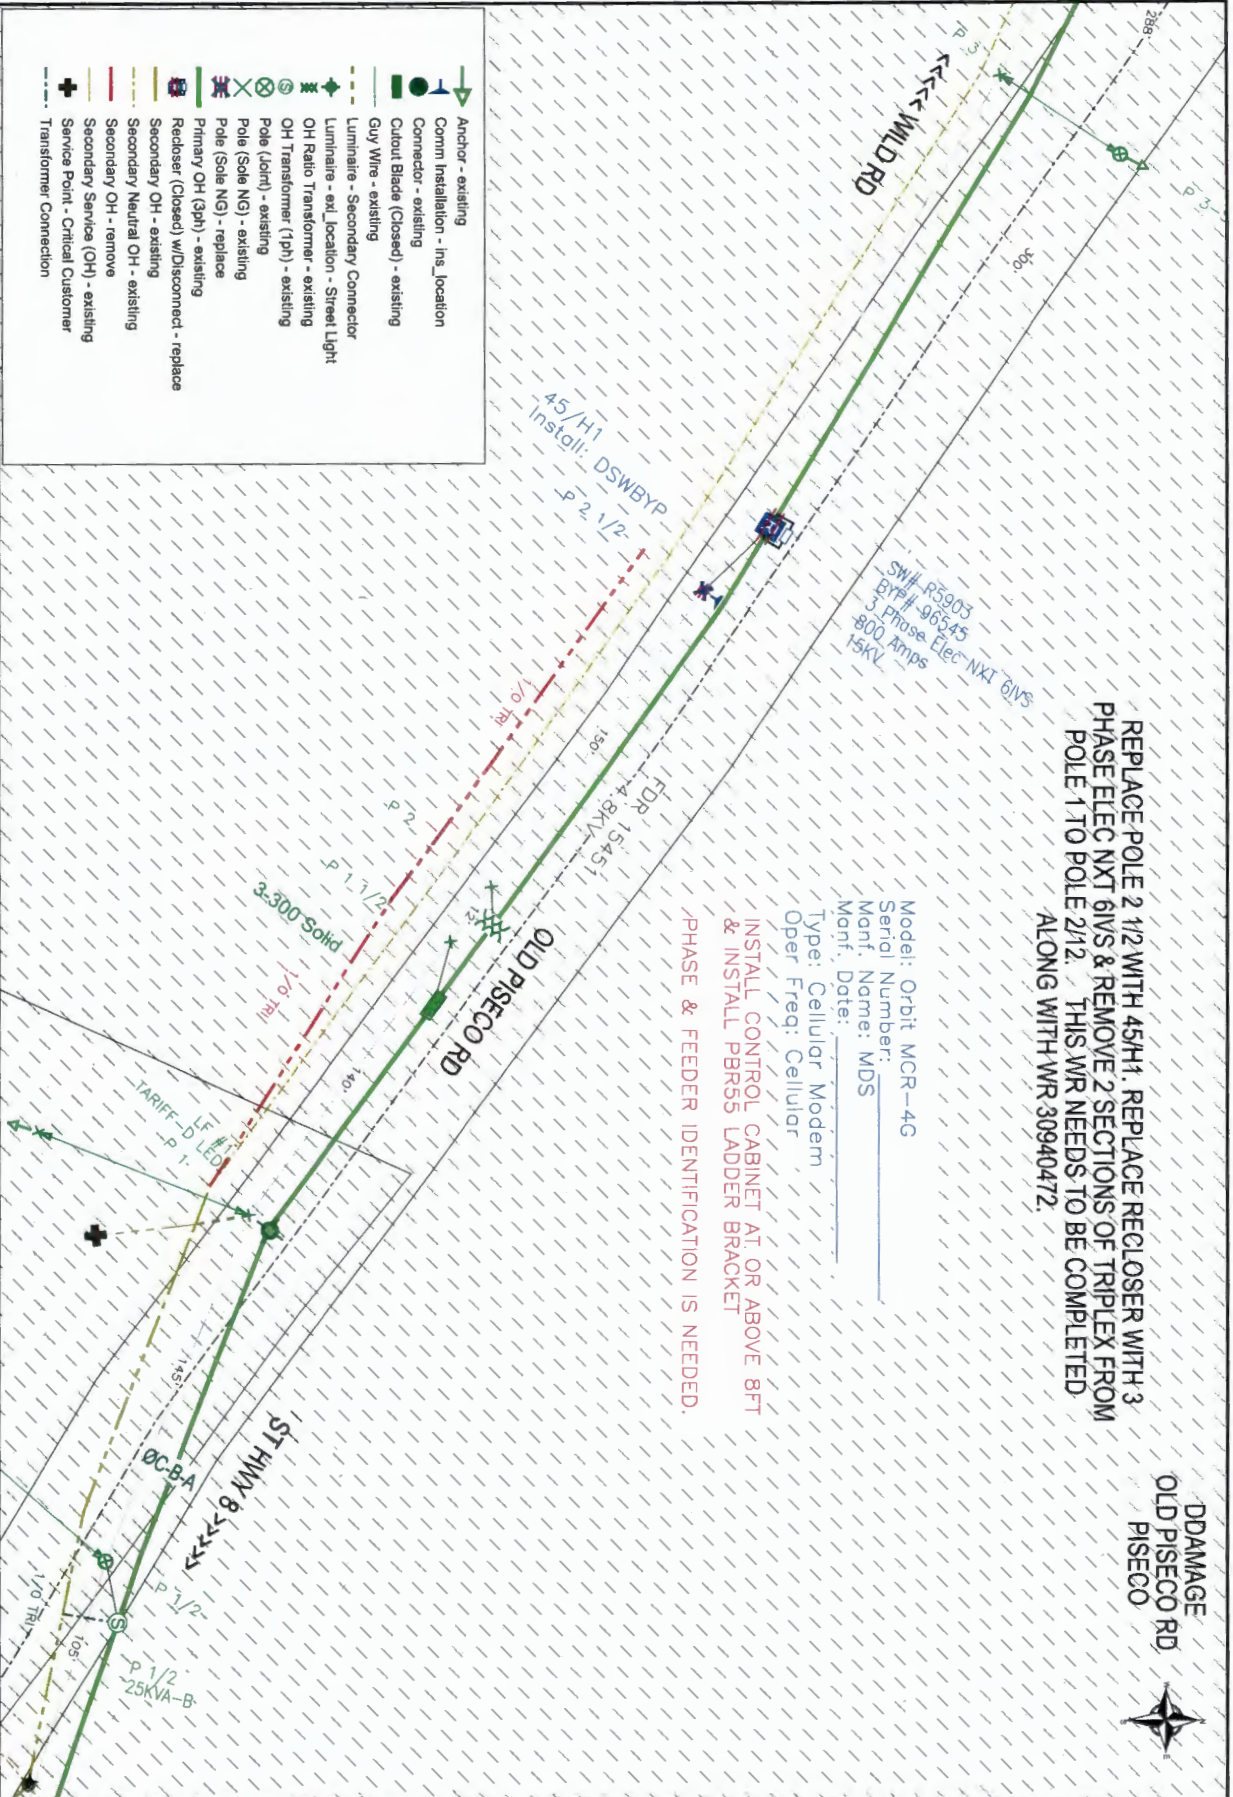 DDAMAGE
OLD PISECO RD
PISECO
REPLACE POLE 2 1/2 WITH 45/H1. REPLACE RECLOSER WITH 3
PHASE ELEC NXT 6IVS & REMOVE 2 SECTIONS OF TRIPLEX FROM
POLE 1 TO POLE 2/12. THIS WR NEEDS TO BE COMPLETED
ALONG WITH WR 30940472.
288'
P 3
P 3-
300'
<<<<< WILD RD
SW# R5903
BYP# 96545
3 Phase Elec NXT 6IVS
800 Amps
15KV
Model: Orbit MCR-4G
Serial Number:
Manf. Name: MDS
Manf. Date:
Type: Cellular Modem
Oper Freq: Cellular
INSTALL CONTROL CABINET AT OR ABOVE 8FT
& INSTALL PBR55 LADDER BRACKET
PHASE & FEEDER IDENTIFICATION IS NEEDED.
45/H1
Install: DSWBYP
P 2 1/2
1/0 TRI
150'
FDR 15451
4.8KV
P 2
P 1 1/2
3-300 Solid
1/0 TRI
OLD PISECO RD
140'
LF #1
TARIFF-D LED
P 1
145'
ST HWY 8 >>>>>
ØC-B-A
P 1/2
1/0 TRI
105'
P 1/2
25KVA-B
N
E
S
W
Anchor - existing
Comm Installation - ins_location
Connector - existing
Cutout Blade (Closed) - existing
Guy Wire - existing
Luminaire - Secondary Connector
Luminaire - exi_location - Street Light
OH Ratio Transformer - existing
OH Transformer (1ph) - existing
Pole (Joint) - existing
Pole (Sole NG) - existing
Pole (Sole NG) - replace
Primary OH (3ph) - existing
Recloser (Closed) w/Disconnect - replace
Secondary OH - existing
Secondary Neutral OH - existing
Secondary OH - remove
Secondary Service (OH) - existing
Service Point - Critical Customer
Transformer Connection